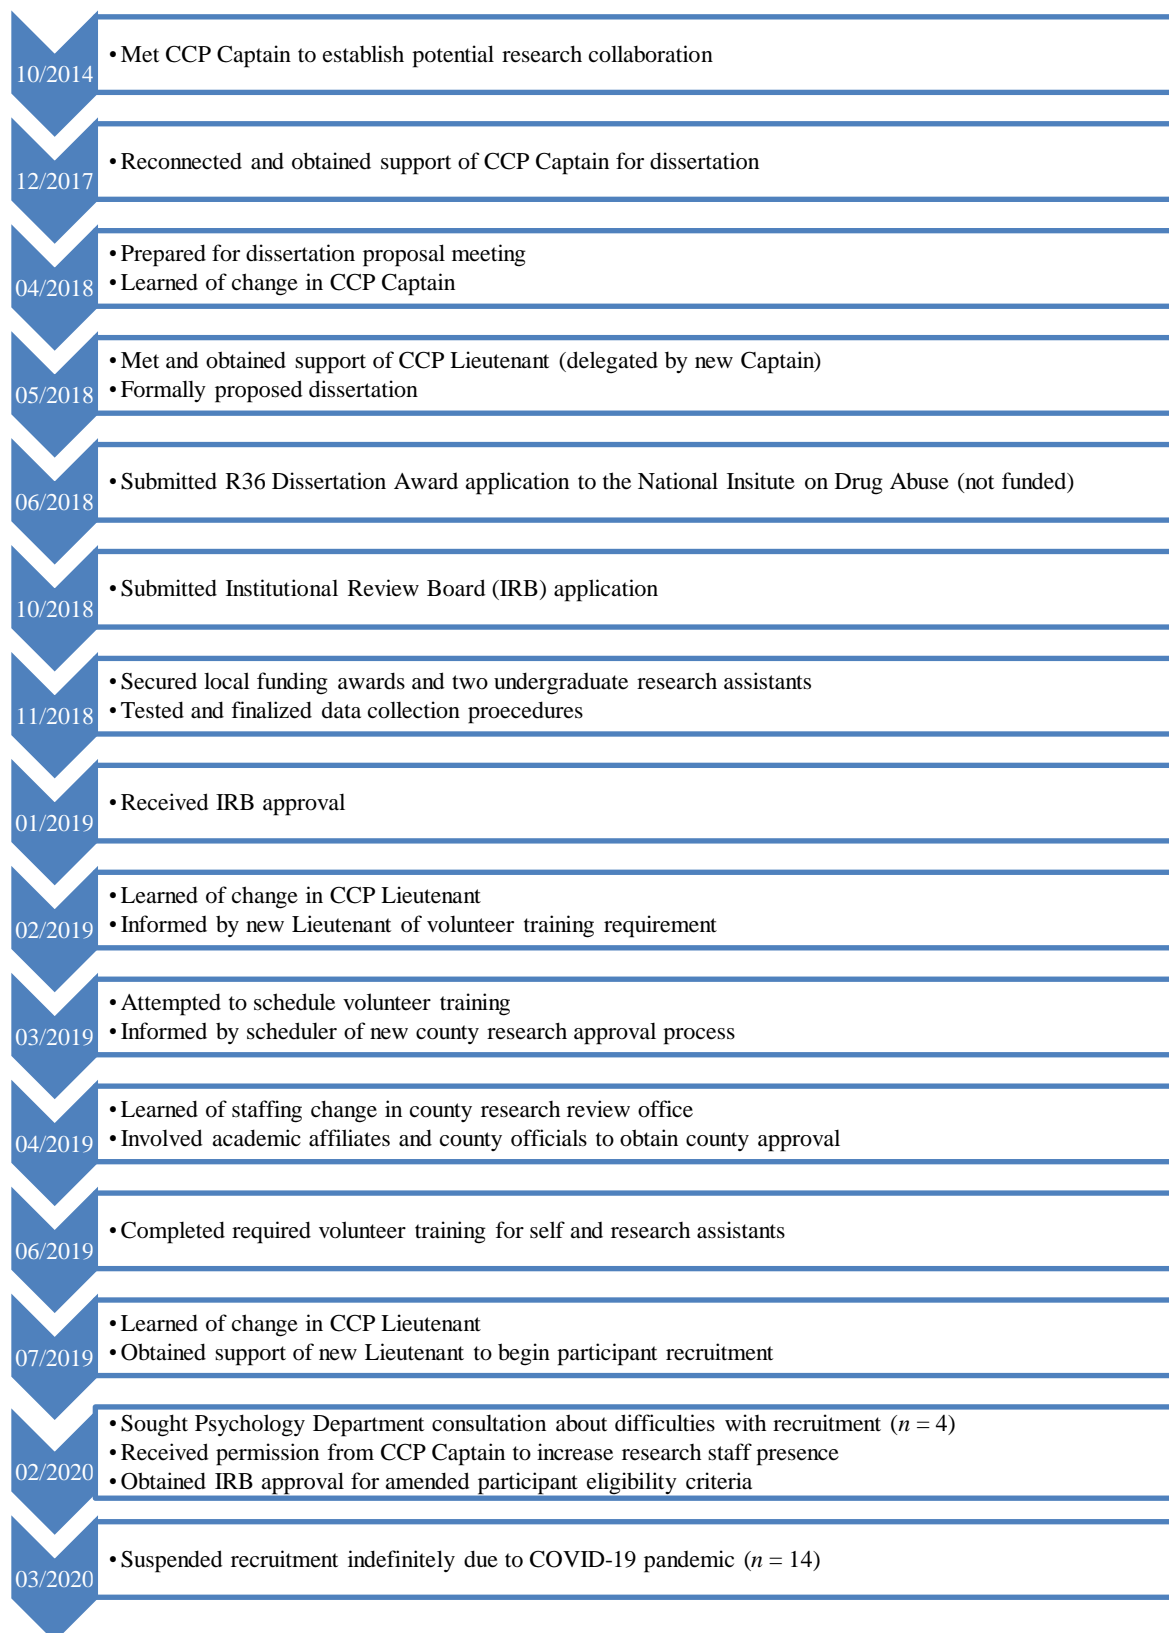 10/2014
• Met CCP Captain to establish potential research collaboration
12/2017
• Reconnected and obtained support of CCP Captain for dissertation
04/2018
• Prepared for dissertation proposal meeting
• Learned of change in CCP Captain
05/2018
• Met and obtained support of CCP Lieutenant (delegated by new Captain)
• Formally proposed dissertation
06/2018
• Submitted R36 Dissertation Award application to the National Insitute on Drug Abuse (not funded)
10/2018
• Submitted Institutional Review Board (IRB) application
11/2018
• Secured local funding awards and two undergraduate research assistants
• Tested and finalized data collection proecedures
01/2019
• Received IRB approval
02/2019
• Learned of change in CCP Lieutenant
• Informed by new Lieutenant of volunteer training requirement
03/2019
• Attempted to schedule volunteer training
• Informed by scheduler of new county research approval process
04/2019
• Learned of staffing change in county research review office
• Involved academic affiliates and county officials to obtain county approval
06/2019
• Completed required volunteer training for self and research assistants
07/2019
• Learned of change in CCP Lieutenant
• Obtained support of new Lieutenant to begin participant recruitment
02/2020
• Sought Psychology Department consultation about difficulties with recruitment (n = 4)
• Received permission from CCP Captain to increase research staff presence
• Obtained IRB approval for amended participant eligibility criteria
03/2020
• Suspended recruitment indefinitely due to COVID-19 pandemic (n = 14)